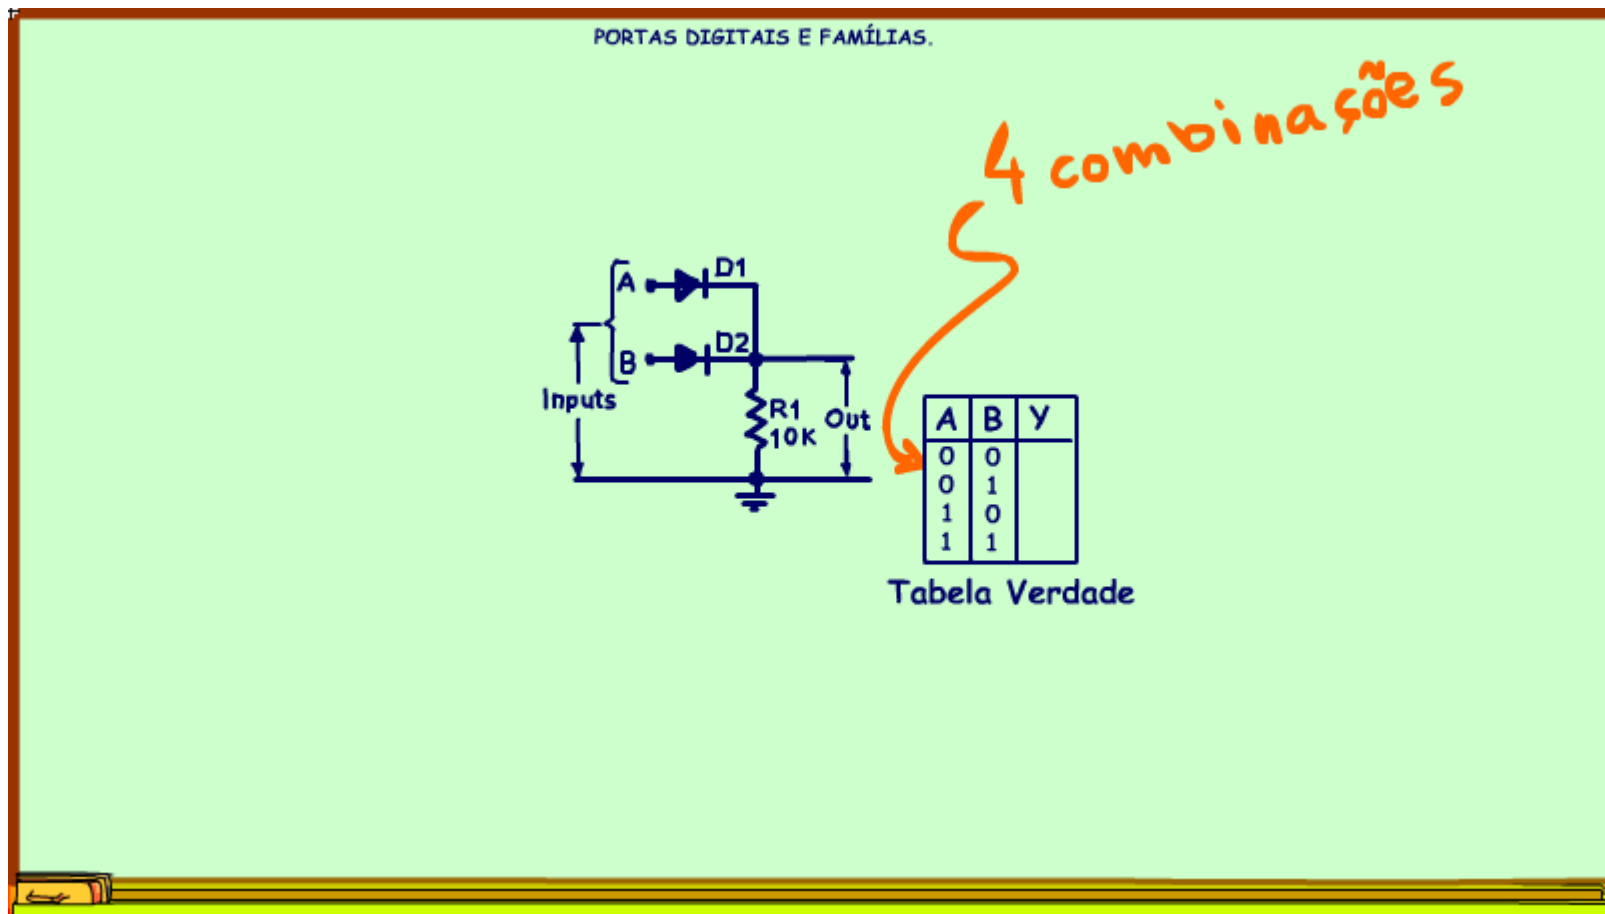 PORTAS DIGITAIS E FAMÍLIAS.
4 combinações
A
D1
B
D2
Inputs
R1
10K
Out
A B Y
0 0
0 1
1 0
1 1
Tabela Verdade